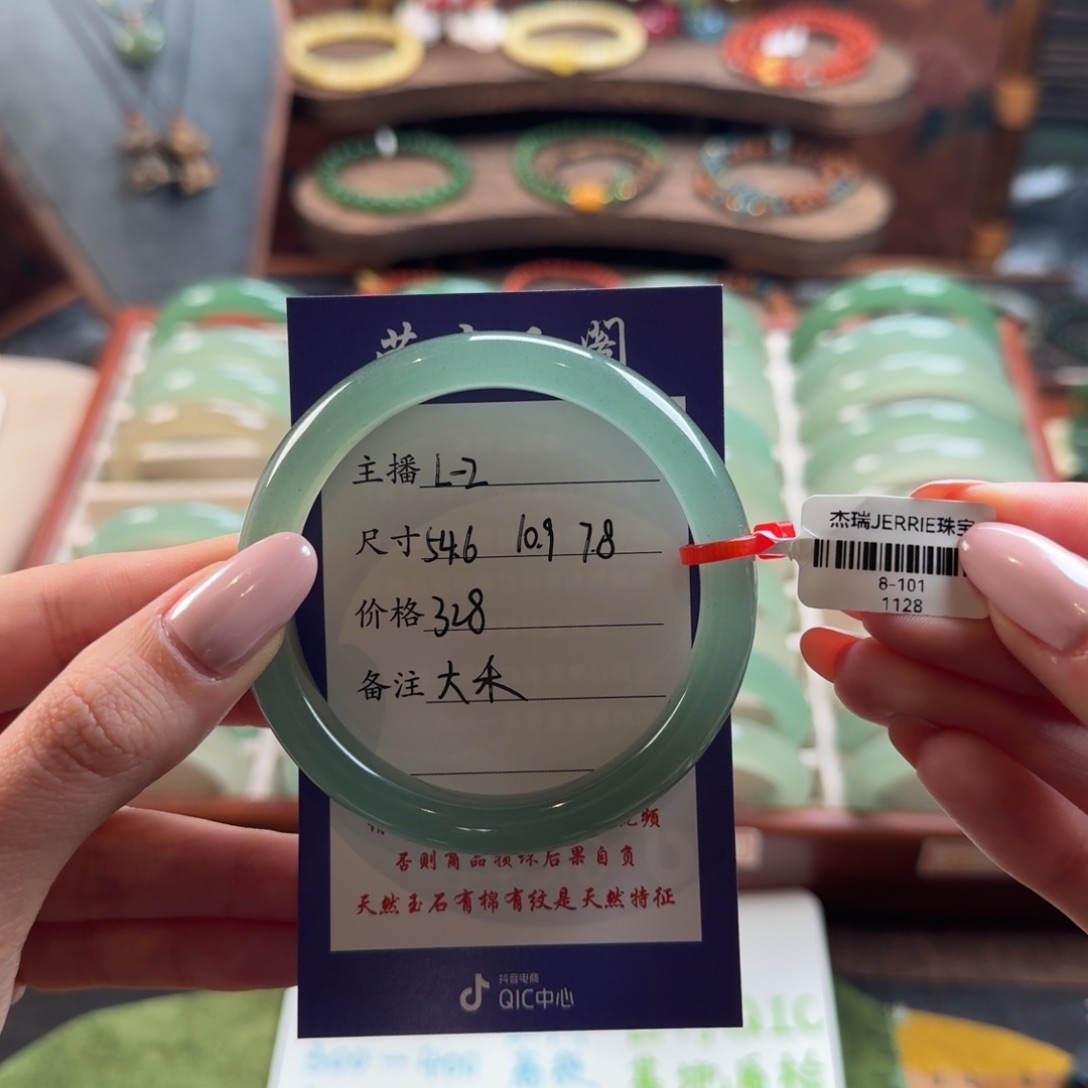 主播 L-2
尺寸 54.6 10.9 7.8
价格 328
备注 大禾
否则商品损坏后果自负
天然玉石有棉有纹是天然特征
抖音电商
QIC中心
杰瑞JERRIE珠宝
8-101
1128